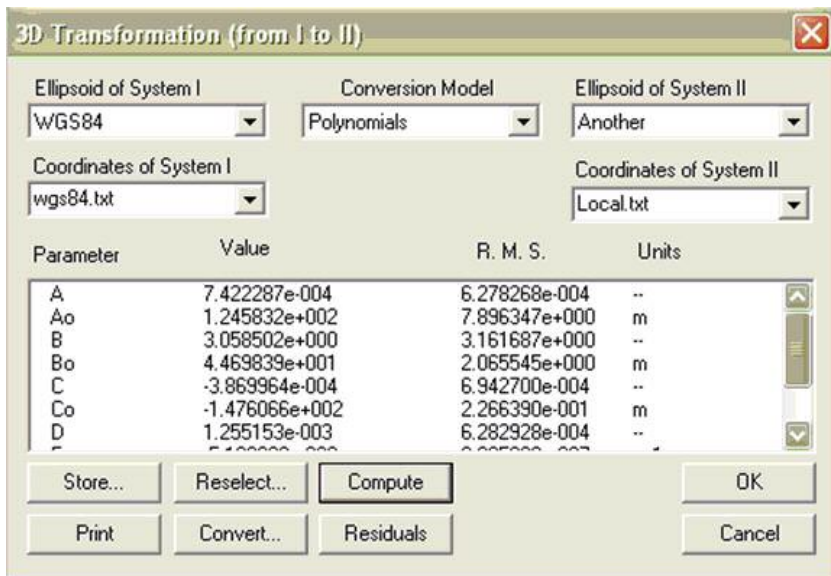 3D Transformation (from I to II)
Ellipsoid of System I Conversion Model Ellipsoid of System II
WGS84 Polynomials Another
Coordinates of System I Coordinates of System II
wgs84.txt Local.txt
Parameter Value R. M. S. Units
A 7.422287e-004 6.278268e-004 --
Ao 1.245832e+002 7.896347e+000 m
B 3.058502e+000 3.161687e+000 --
Bo 4.469839e+001 2.065545e+000 m
C -3.869964e-004 6.942700e-004 --
Co -1.476066e+002 2.266390e-001 m
D 1.255153e-003 6.282928e-004 --
Store... Reselect... Compute OK
Print Convert... Residuals Cancel